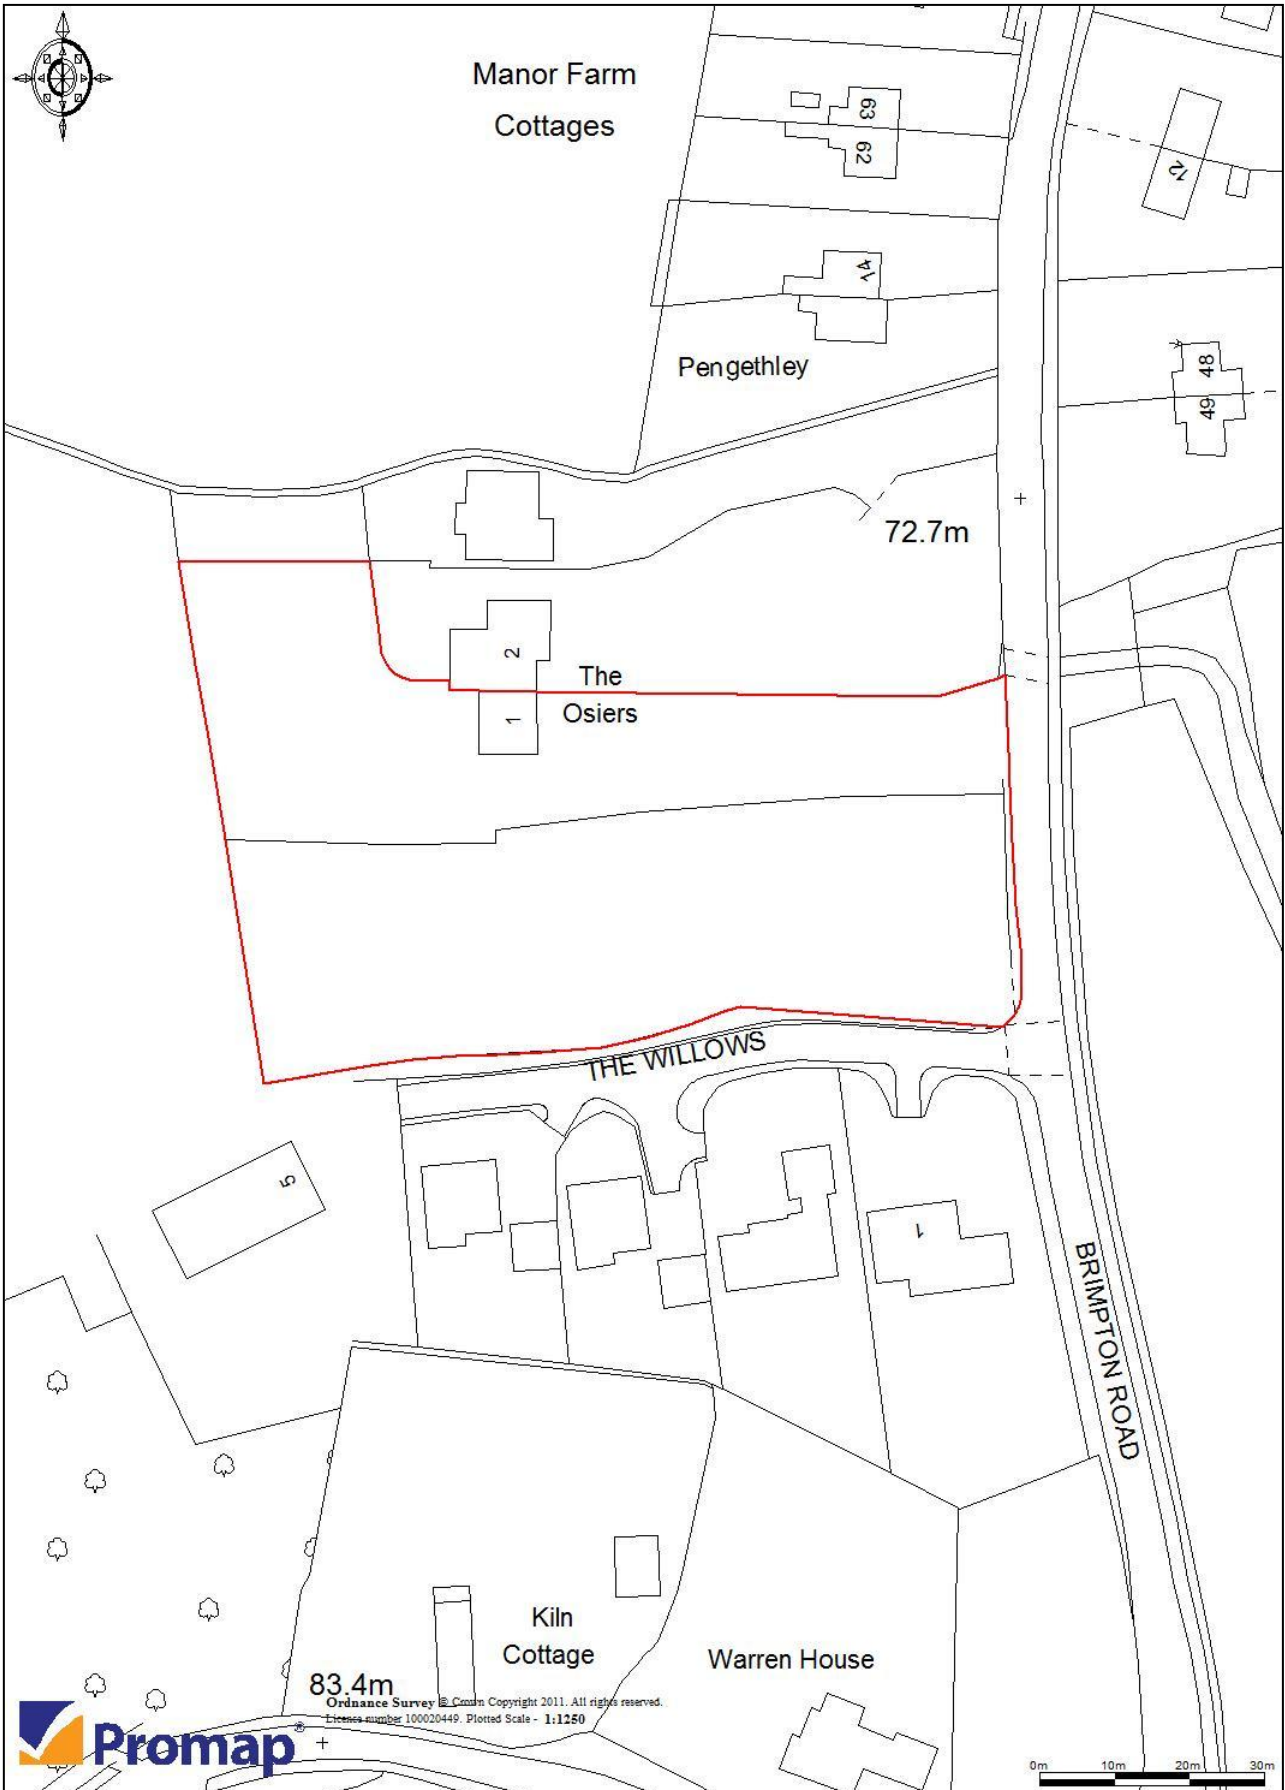 Manor Farm
Cottages
63
62
12
14
Pengethley
48
49
72.7m
2
The
Osiers
1
THE WILLOWS
5
1
BRIMPTON ROAD
Kiln
Cottage
Warren House
83.4m
Ordnance Survey © Crown Copyright 2011. All rights reserved.
Licence number 100020449. Plotted Scale - 1:1250
Promap®
0m 10m 20m 30m